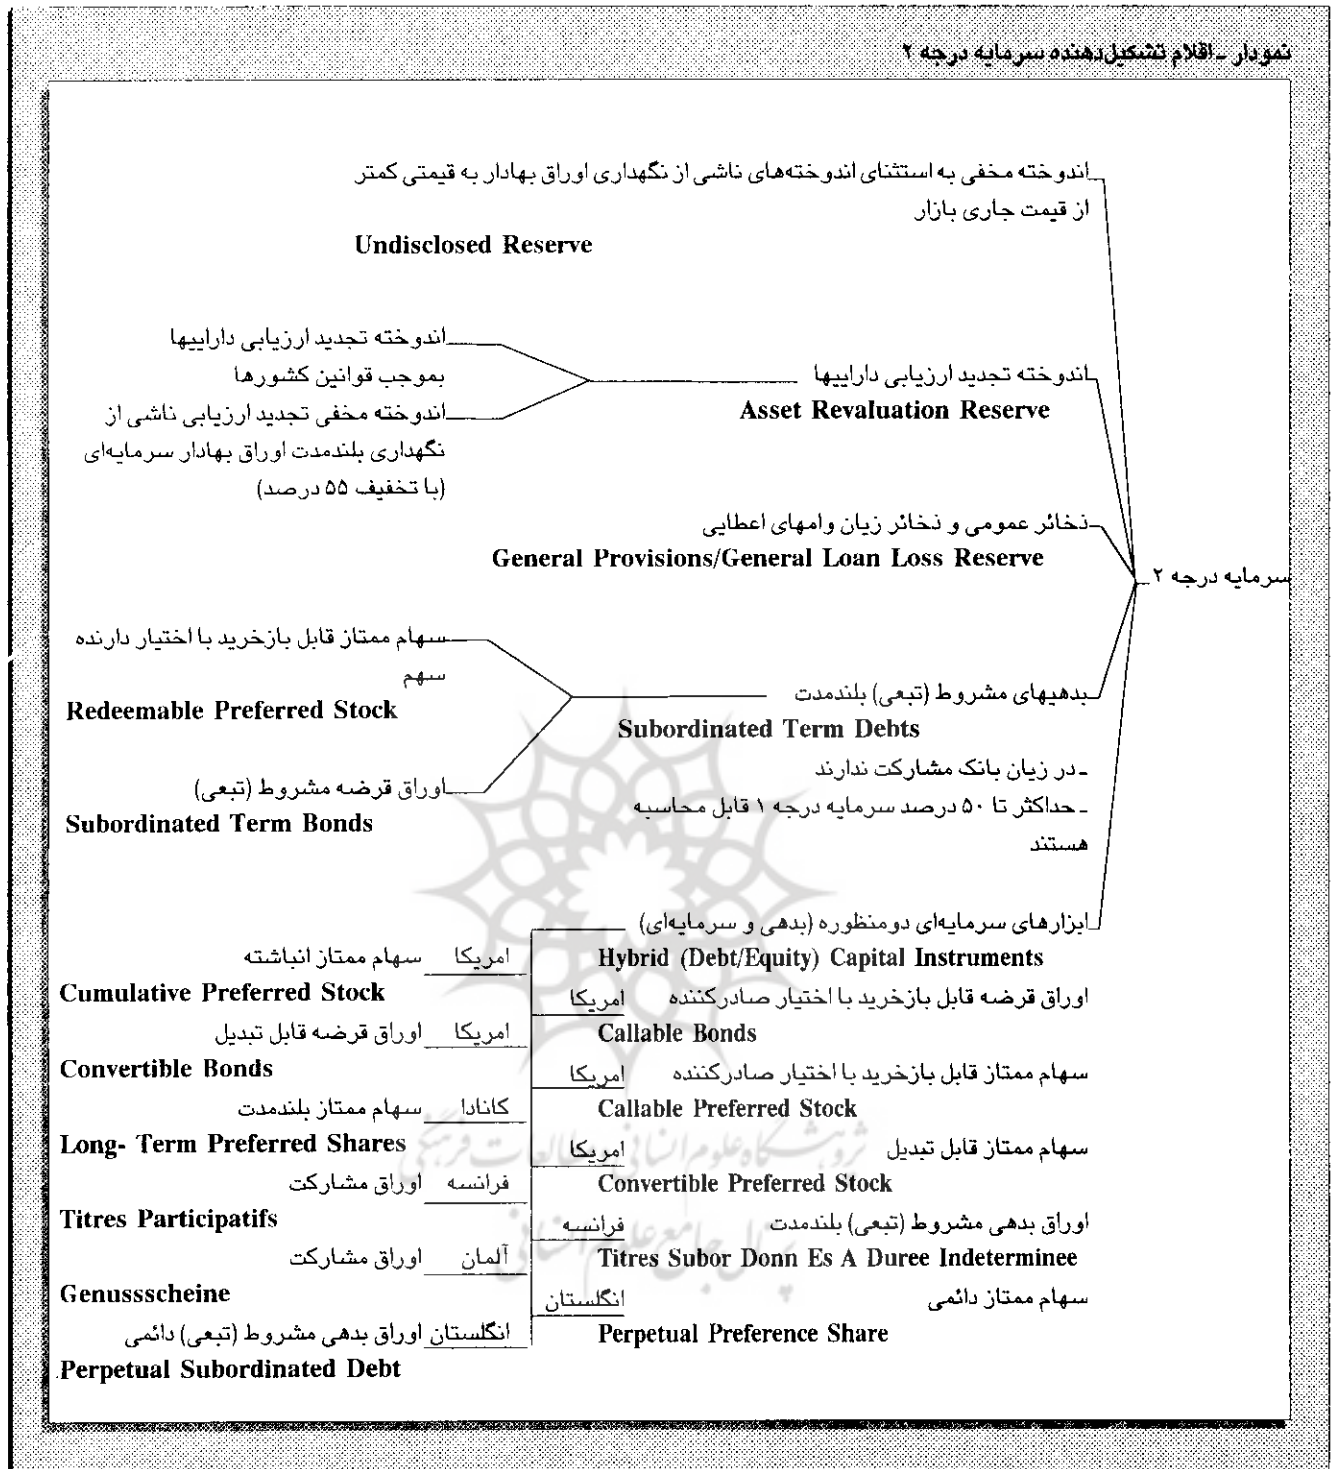 نمودار ـ اقلام تشکیل‌دهنده سرمایه درجه ۲
سرمایه درجه ۲
اندوخته مخفی به استثنای اندوخته‌های ناشی از نگهداری اوراق بهادار به قیمتی کمتر
از قیمت جاری بازار
Undisclosed Reserve
اندوخته تجدید ارزیابی داراییها
Asset Revaluation Reserve
اندوخته تجدید ارزیابی داراییها
بموجب قوانین کشورها
اندوخته مخفی تجدید ارزیابی ناشی از
نگهداری بلندمدت اوراق بهادار سرمایه‌ای
(با تخفیف ۵۵ درصد)
ذخائر عمومی و ذخائر زیان وامهای اعطایی
General Provisions/General Loan Loss Reserve
بدهیهای مشروط (تبعی) بلندمدت
Subordinated Term Debts
ـ در زیان بانک مشارکت ندارند
ـ حداکثر تا ۵۰ درصد سرمایه درجه ۱ قابل محاسبه
هستند
سهام ممتاز قابل بازخرید با اختیار دارنده
سهم
Redeemable Preferred Stock
اوراق قرضه مشروط (تبعی)
Subordinated Term Bonds
ابزارهای سرمایه‌ای دومنظوره (بدهی و سرمایه‌ای)
Hybrid (Debt/Equity) Capital Instruments
اوراق قرضه قابل بازخرید با اختیار صادرکننده امریکا
Callable Bonds
سهام ممتاز قابل بازخرید با اختیار صادرکننده امریکا
Callable Preferred Stock
سهام ممتاز قابل تبدیل امریکا
Convertible Preferred Stock
اوراق بدهی مشروط (تبعی) بلندمدت فرانسه
Titres Subor Donn Es A Duree Indeterminee
سهام ممتاز دائمی انگلستان
Perpetual Preference Share
امریکا سهام ممتاز انباشته
Cumulative Preferred Stock
امریکا اوراق قرضه قابل تبدیل
Convertible Bonds
کانادا سهام ممتاز بلندمدت
Long- Term Preferred Shares
فرانسه اوراق مشارکت
Titres Participatifs
آلمان اوراق مشارکت
Genussscheine
انگلستان اوراق بدهی مشروط (تبعی) دائمی
Perpetual Subordinated Debt
پژوهشگاه علوم انسانی و مطالعات فرهنگی
پرتال جامع علوم انسانی